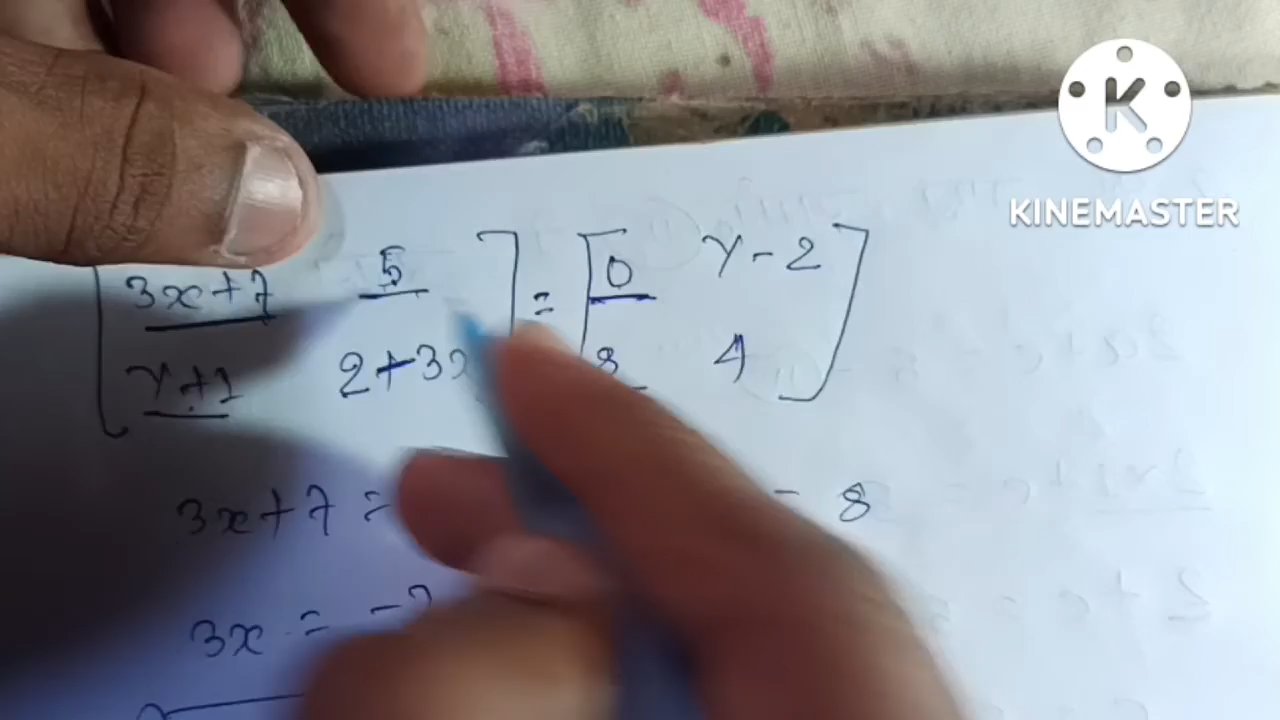 [3x+7 5] = [0 y-2]
[y+1 2+3x 8 4]
3x+7 = - 8
3x = -7
K
KINEMASTER